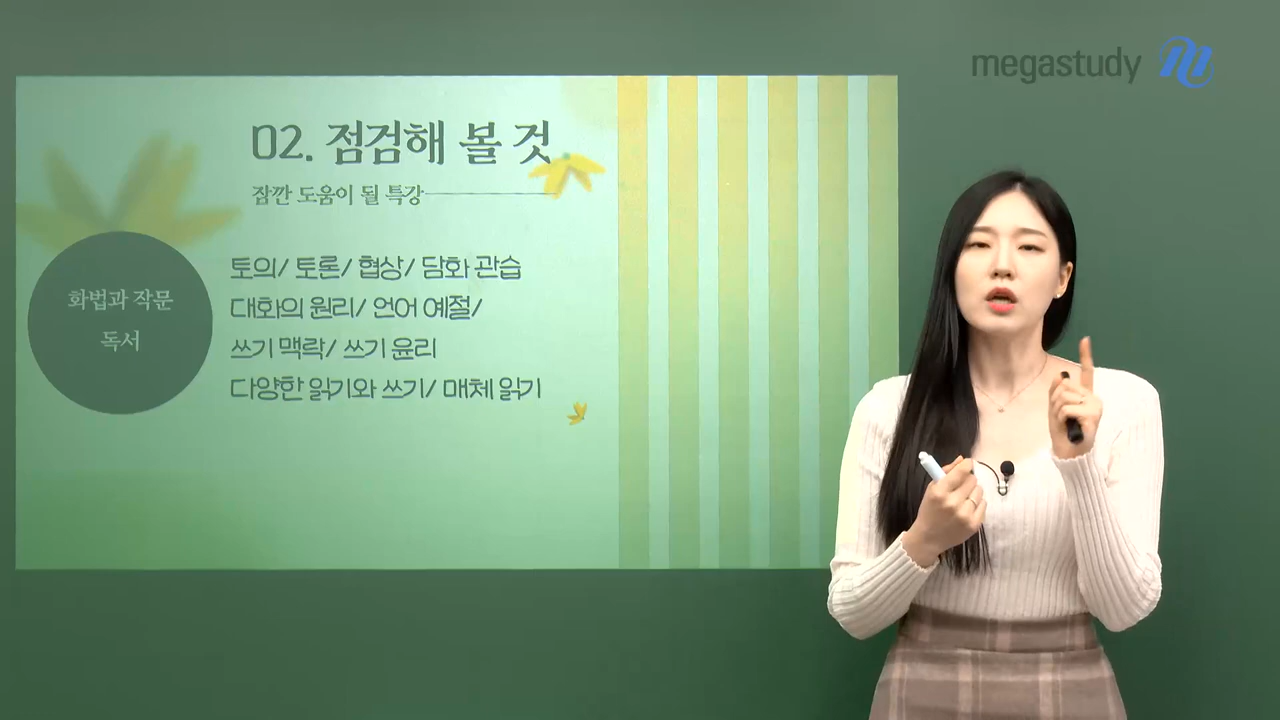 megastudy
02. 점검해 볼 것
잠깐 도움이 될 특강
화법과 작문
독서
토의/ 토론/ 협상/ 담화 관습
대화의 원리/ 언어 예절/
쓰기 맥락/ 쓰기 윤리
다양한 읽기와 쓰기/ 매체 읽기